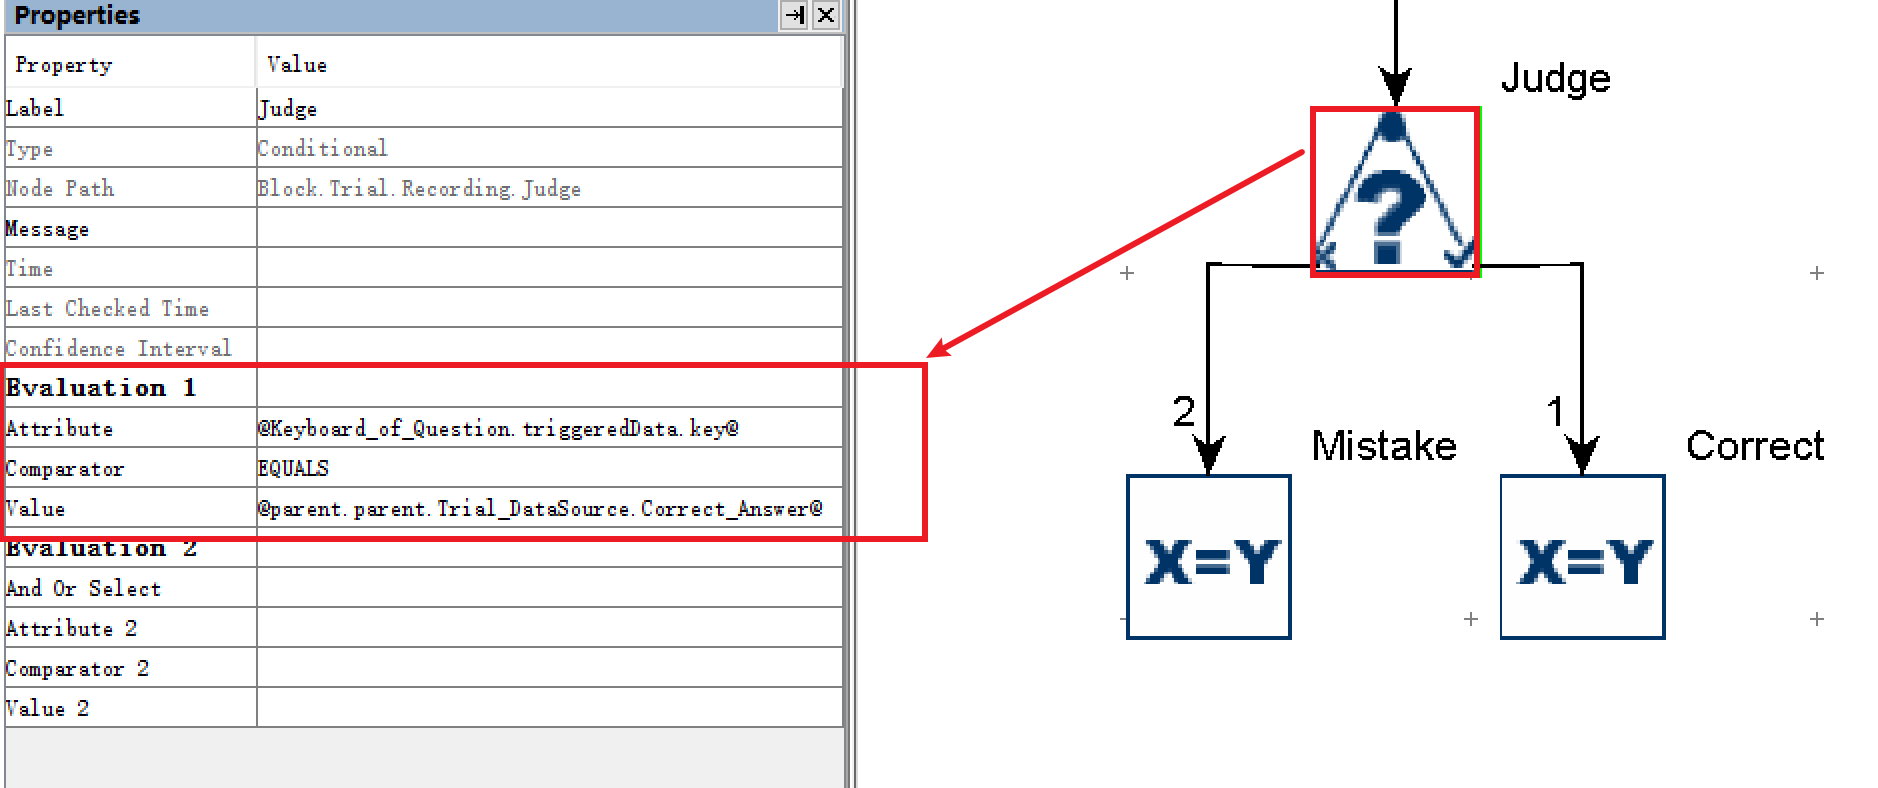 Properties
Property Value
Label Judge
Type Conditional
Node Path Block.Trial.Recording.Judge
Message
Time
Last Checked Time
Confidence Interval
Evaluation 1
Attribute @Keyboard_of_Question.triggeredData.key@
Comparator EQUALS
Value @parent.parent.Trial_DataSource.Correct_Answer@
Evaluation 2
And Or Select
Attribute 2
Comparator 2
Value 2
Judge
?
2
1
Mistake
Correct
X=Y
X=Y